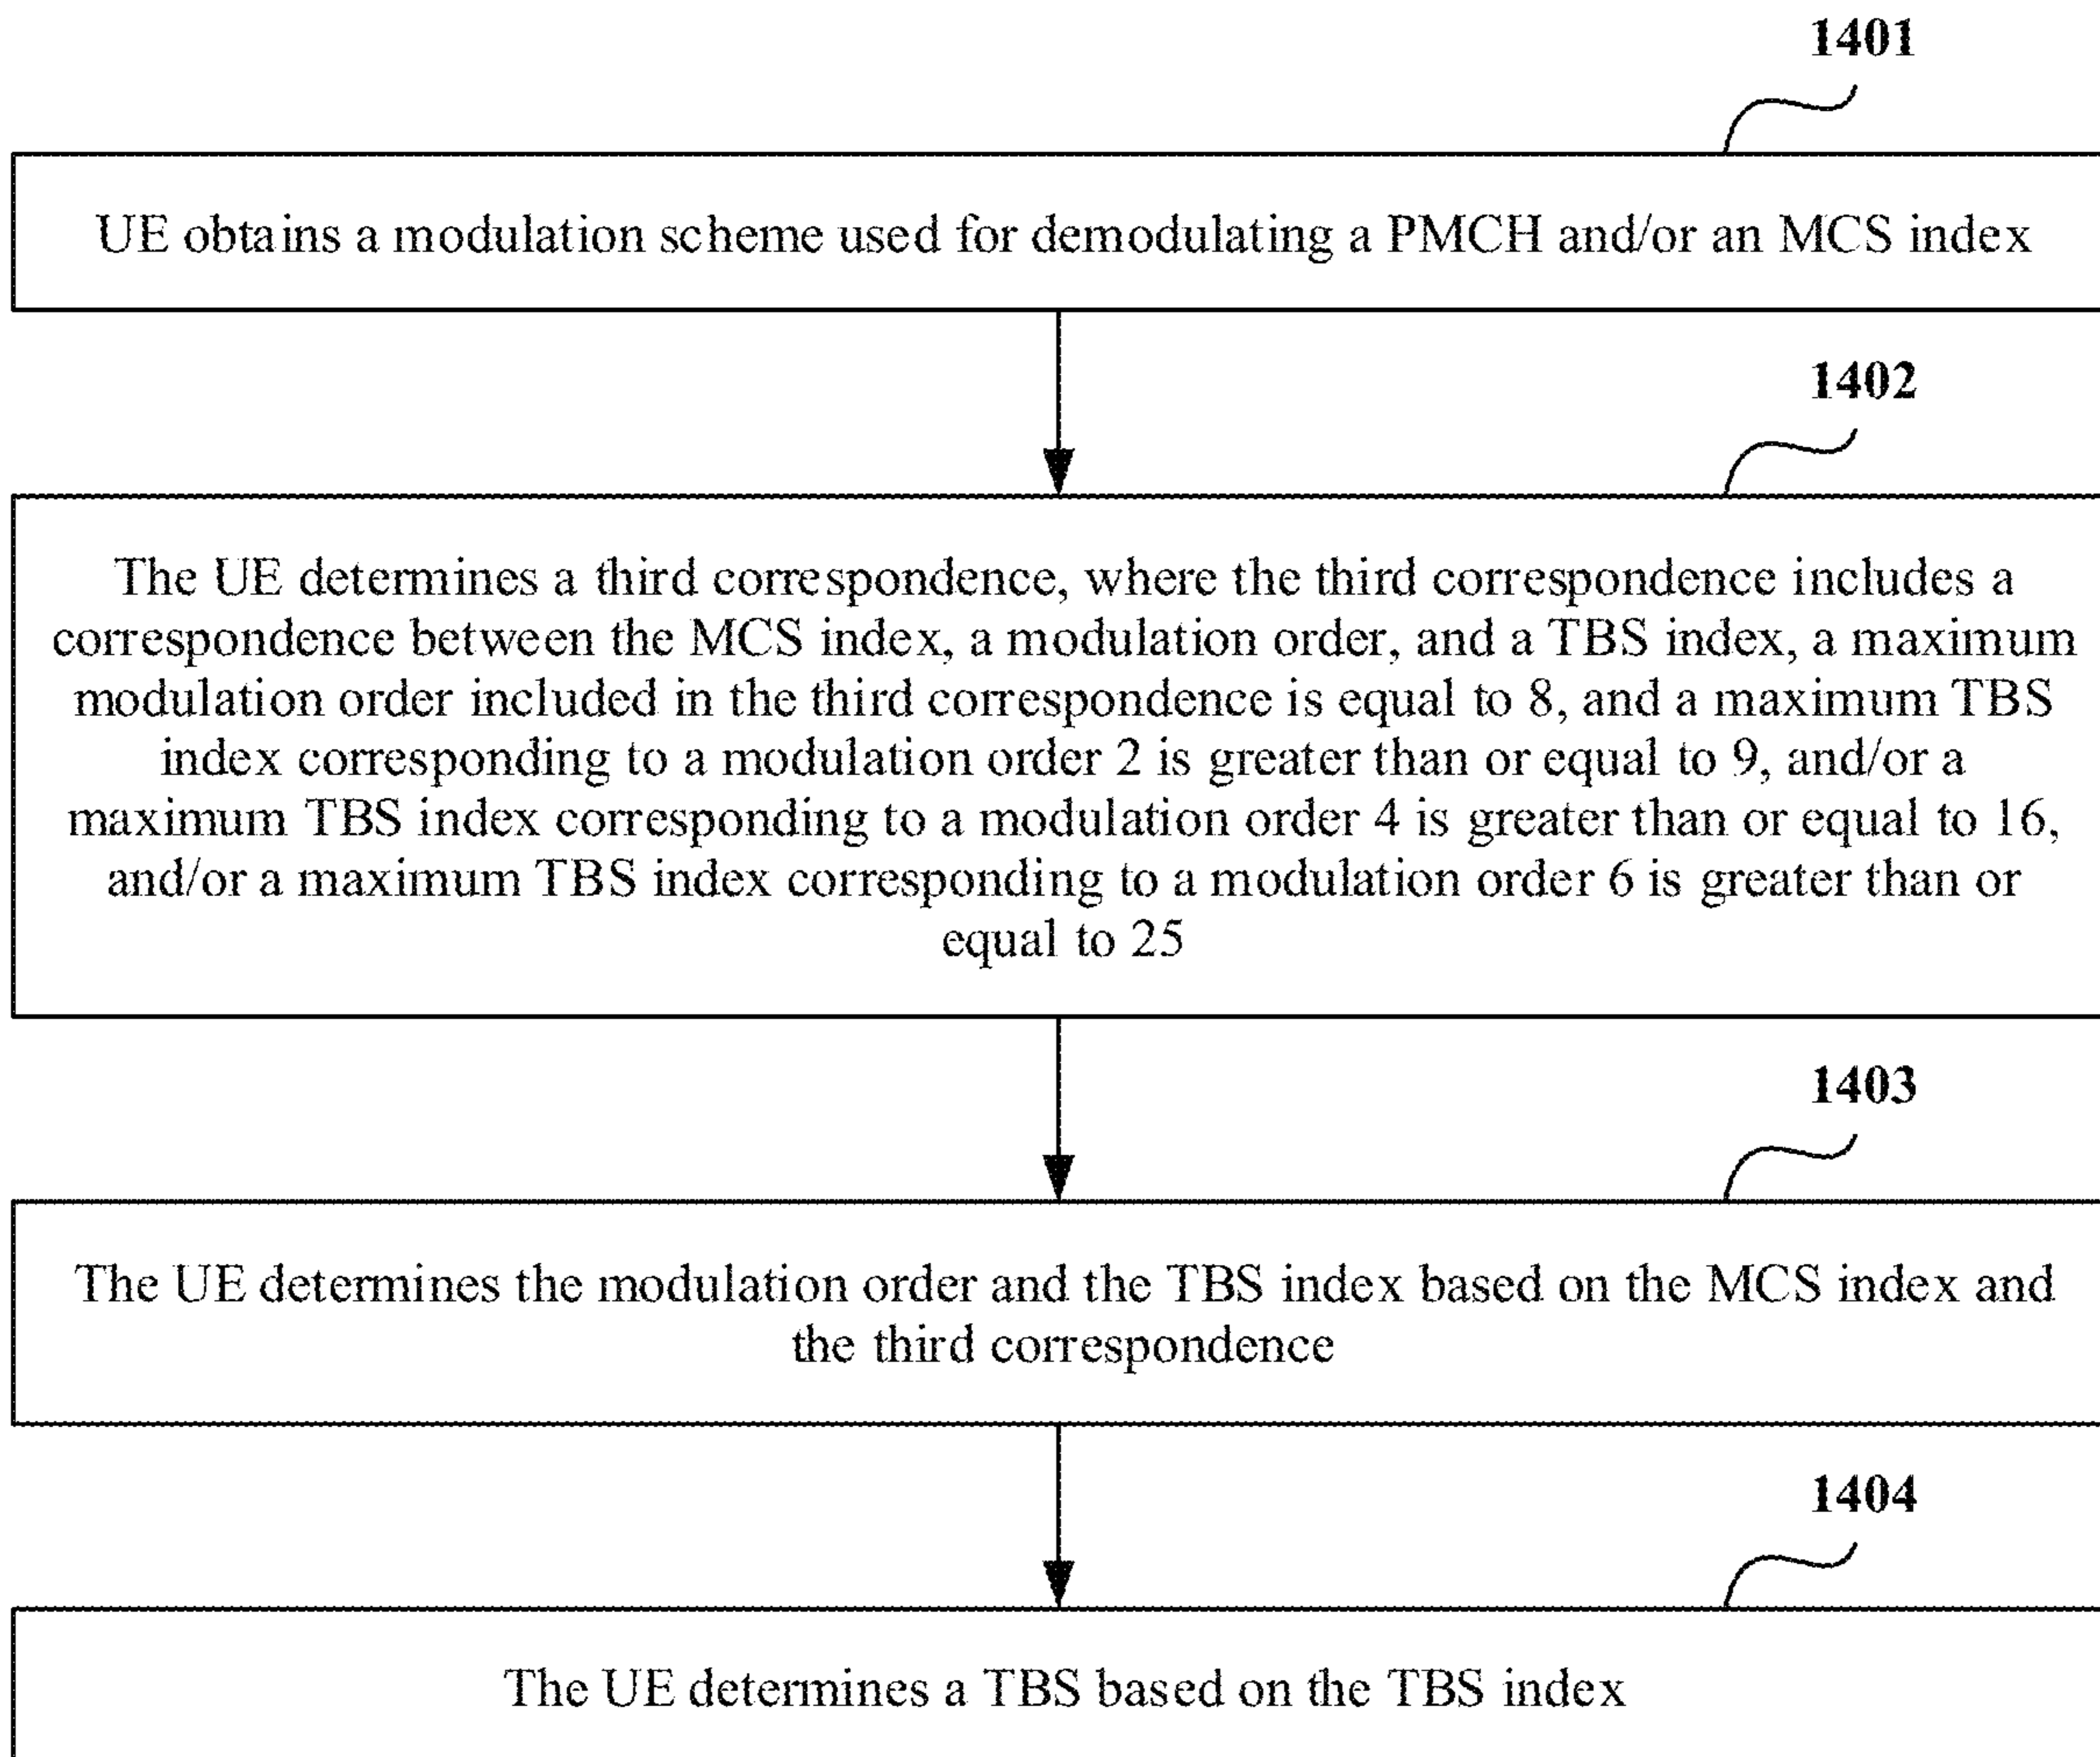 1401
UE obtains a modulation scheme used for demodulating a PMCH and/or an MCS index
1402
The UE determines a third correspondence, where the third correspondence includes a
correspondence between the MCS index, a modulation order, and a TBS index, a maximum
modulation order included in the third correspondence is equal to 8, and a maximum TBS
index corresponding to a modulation order 2 is greater than or equal to 9, and/or a
maximum TBS index corresponding to a modulation order 4 is greater than or equal to 16,
and/or a maximum TBS index corresponding to a modulation order 6 is greater than or
equal to 25
1403
The UE determines the modulation order and the TBS index based on the MCS index and
the third correspondence
1404
The UE determines a TBS based on the TBS index